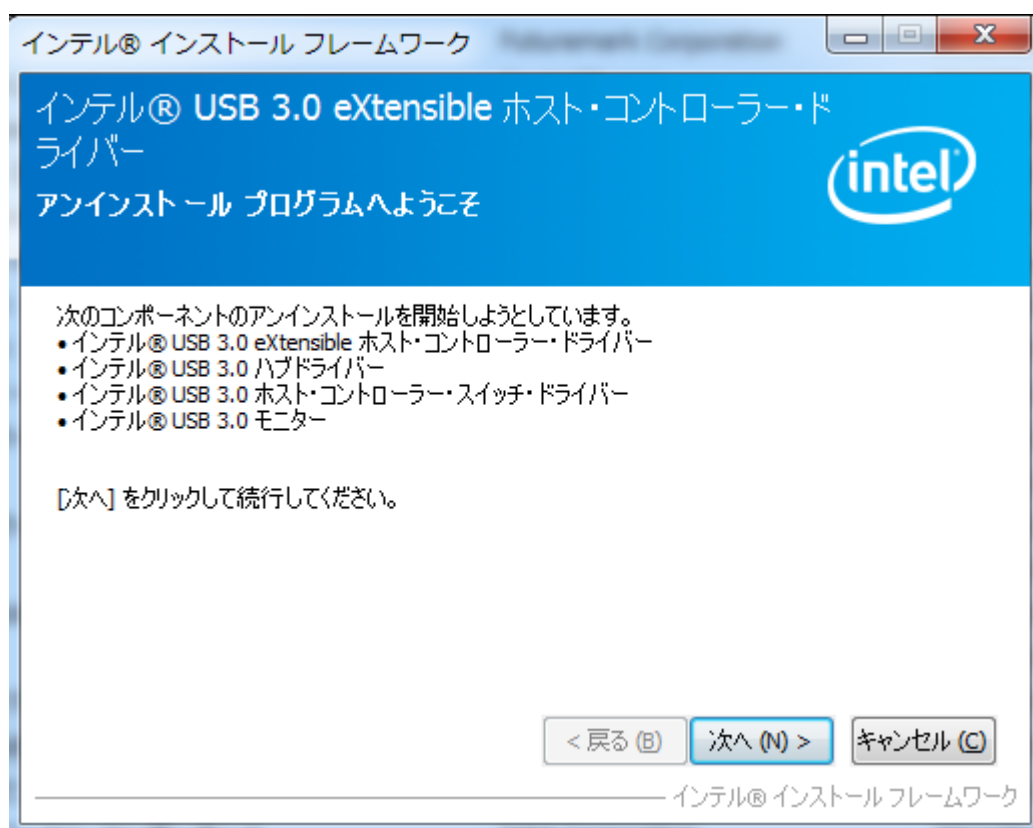 インテル® インストール フレームワーク
インテル® USB 3.0 eXtensible ホスト・コントローラー・ド
ライバー
アンインストール プログラムへようこそ
intel
次のコンポーネントのアンインストールを開始しようとしています。
• インテル® USB 3.0 eXtensible ホスト・コントローラー・ドライバー
• インテル® USB 3.0 ハブドライバー
• インテル® USB 3.0 ホスト・コントローラー・スイッチ・ドライバー
• インテル® USB 3.0 モニター
[次へ] をクリックして続行してください。
< 戻る (B) 次へ (N) > キャンセル (C)
インテル® インストール フレームワーク